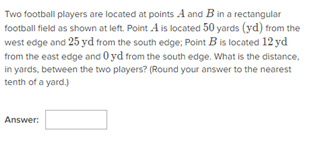 Two football players are located at points A and B in a rectangular
football field as shown at left. Point A is located 50 yards (yd) from the
west edge and 25 yd from the south edge; Point B is located 12 yd
from the east edge and 0 yd from the south edge. What is the distance,
in yards, between the two players? (Round your answer to the nearest
tenth of a yard.)
Answer: